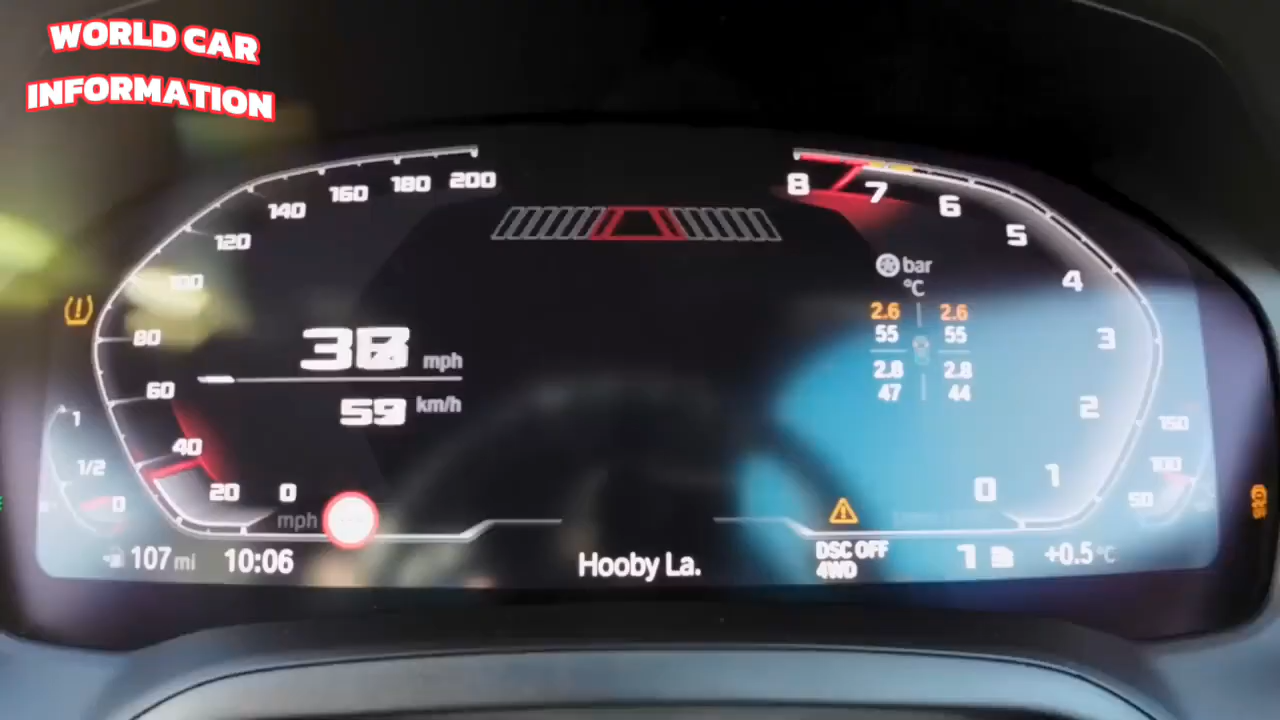 WORLD CAR
INFORMATION
200
180
160
140
120
100
80
60
40
20
0
mph
mph
59 km/h
1
1/2
0
8
7
6
5
4
3
2
1
0
bar
°C
2.6 2.6
55 55
2.8 2.8
47 44
150
100
50
107 mi
10:06
Hooby La.
DSC OFF
4WD
1
+0.5 °C